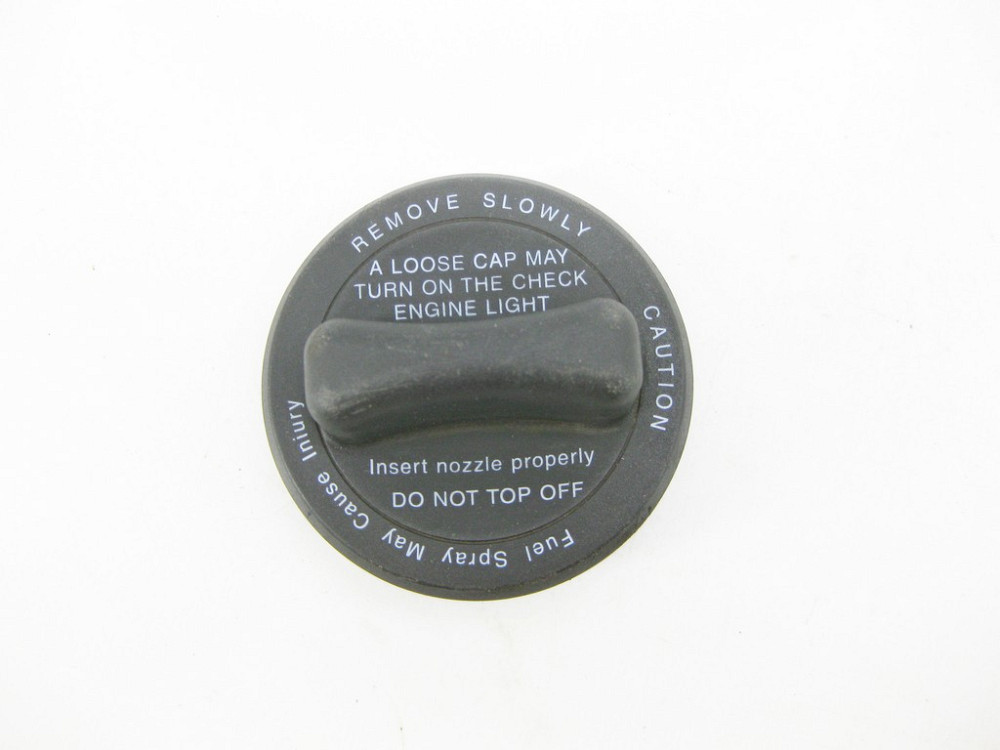 REMOVE SLOWLY
A LOOSE CAP MAY
TURN ON THE CHECK
ENGINE LIGHT
CAUTION
Insert nozzle properly
DO NOT TOP OFF
Fuel Spray May Cause Injury